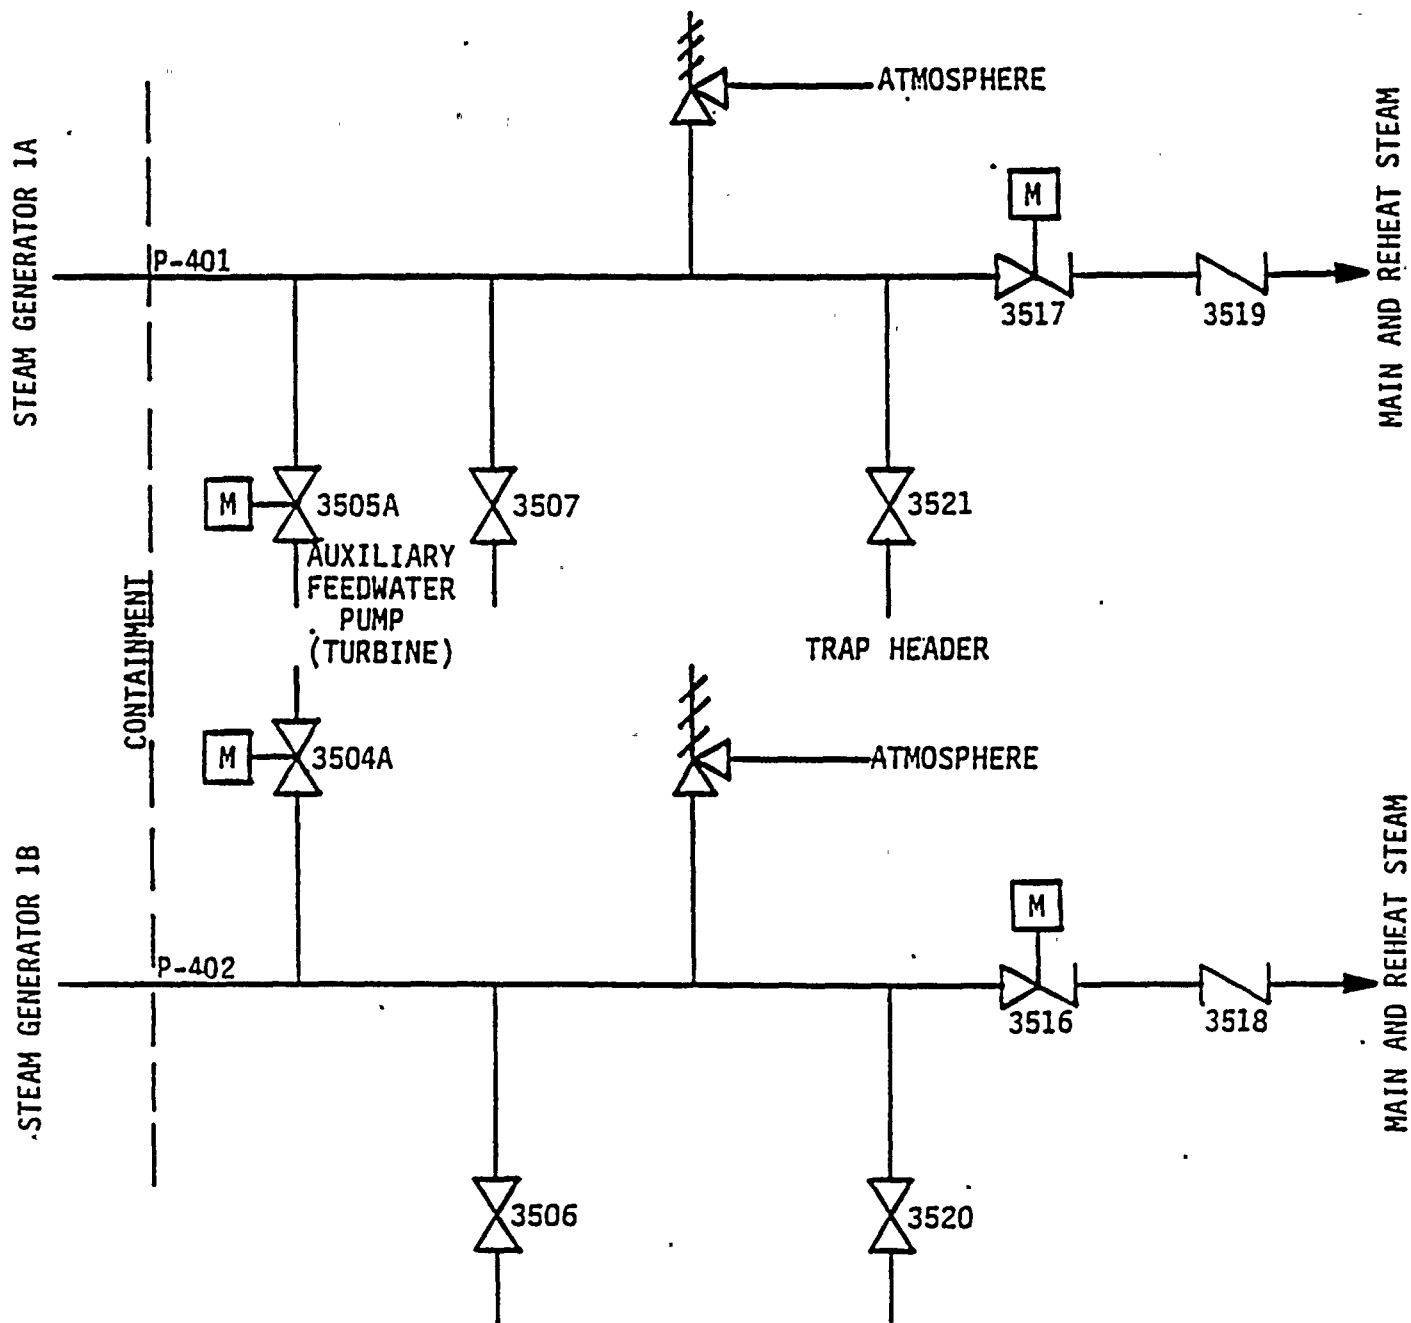 ATMOSPHERE
STEAM GENERATOR 1A
MAIN AND REHEAT STEAM
M
P-401
3517
3519
M
3505A
3507
3521
AUXILIARY
FEEDWATER
PUMP
(TURBINE)
TRAP HEADER
CONTAINMENT
M
3504A
ATMOSPHERE
STEAM GENERATOR 1B
MAIN AND REHEAT STEAM
M
P-402
3516
3518
3506
3520